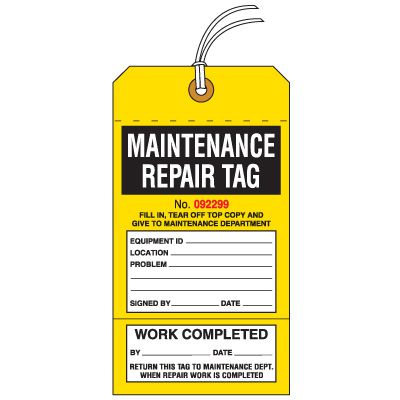 MAINTENANCE
REPAIR TAG
No. 092299
FILL IN, TEAR OFF TOP COPY AND
GIVE TO MAINTENANCE DEPARTMENT
EQUIPMENT ID
LOCATION
PROBLEM
SIGNED BY DATE
WORK COMPLETED
BY DATE
RETURN THIS TAG TO MAINTENANCE DEPT.
WHEN REPAIR WORK IS COMPLETED